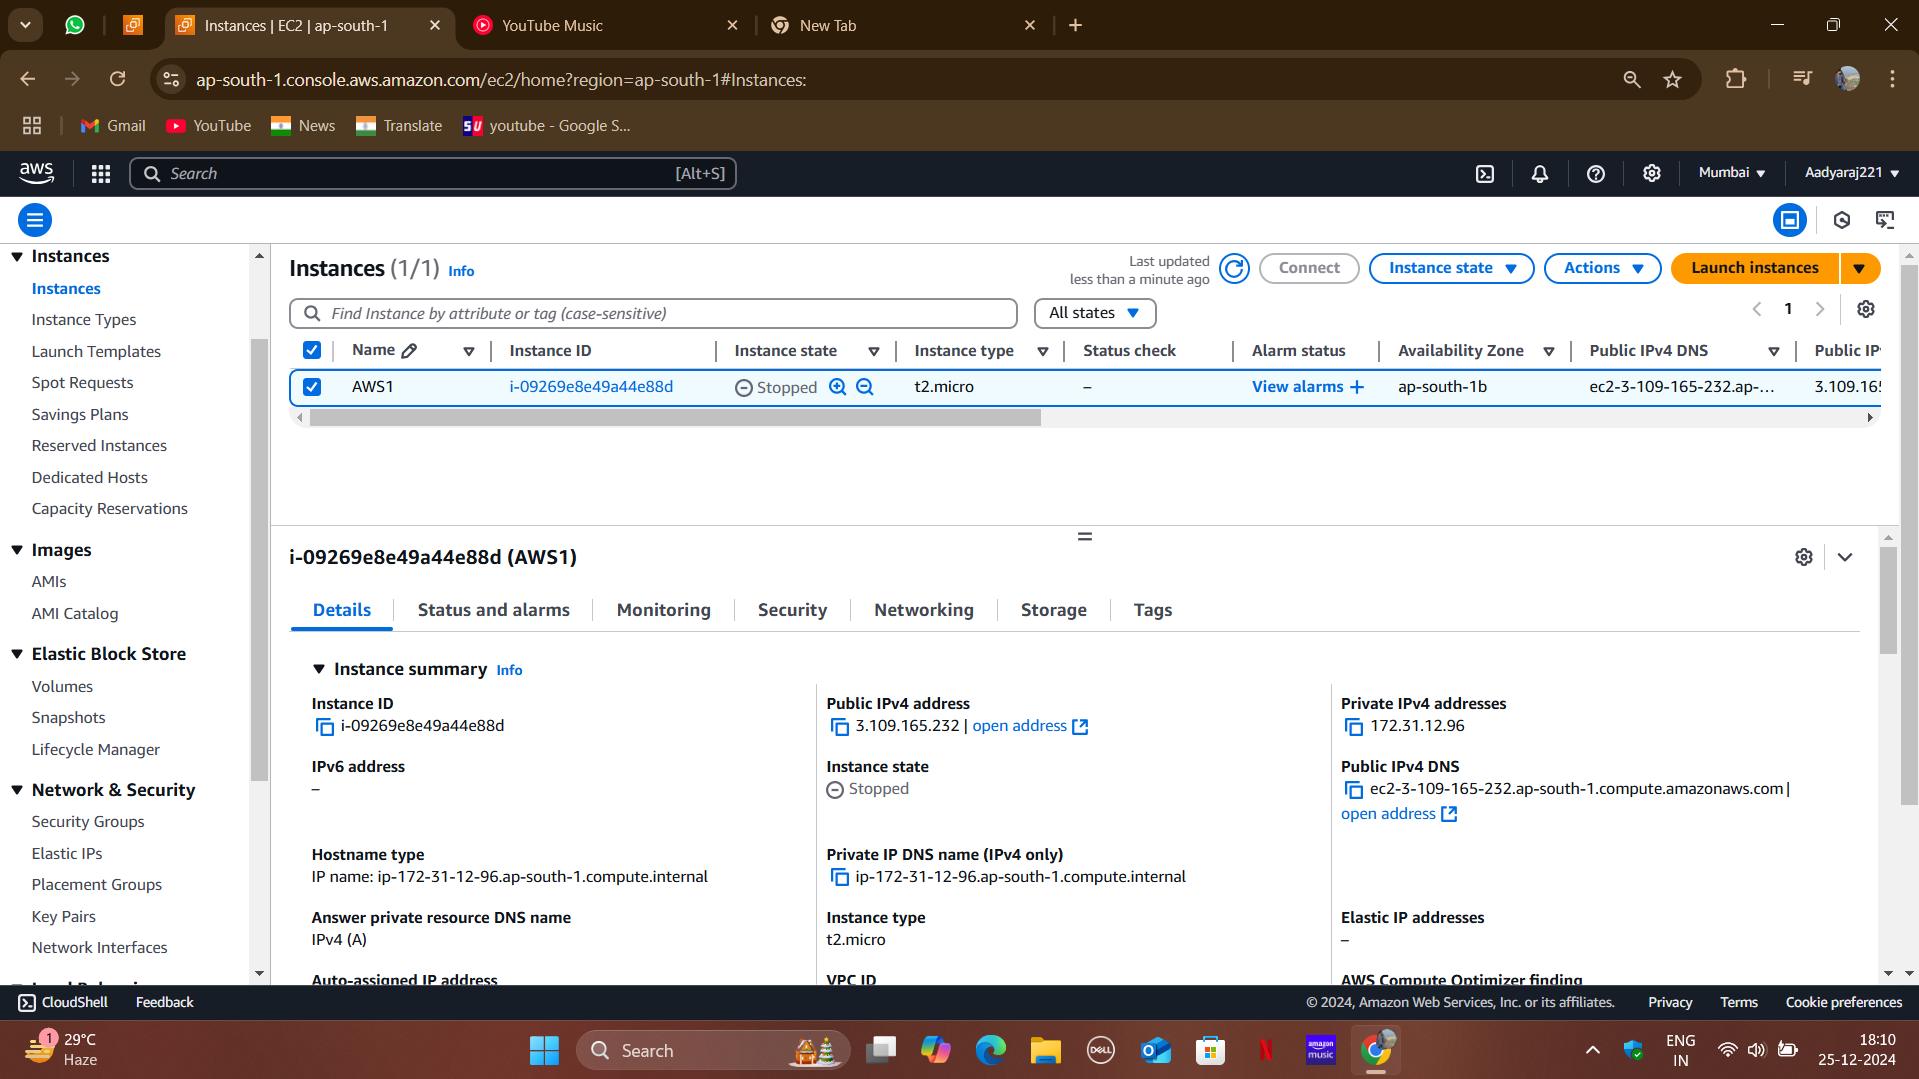 Instances | EC2 | ap-south-1
YouTube Music
New Tab
ap-south-1.console.aws.amazon.com/ec2/home?region=ap-south-1#Instances:
Gmail
YouTube
News
Translate
SU youtube - Google S...
aws
Search
[Alt+S]
Mumbai
Aadyaraj221
Instances
Instances
Instance Types
Launch Templates
Spot Requests
Savings Plans
Reserved Instances
Dedicated Hosts
Capacity Reservations
Images
AMIs
AMI Catalog
Elastic Block Store
Volumes
Snapshots
Lifecycle Manager
Network & Security
Security Groups
Elastic IPs
Placement Groups
Key Pairs
Network Interfaces
Instances (1/1) Info
Last updated
less than a minute ago
Connect
Instance state
Actions
Launch instances
Find Instance by attribute or tag (case-sensitive)
All states
1
Name
Instance ID
Instance state
Instance type
Status check
Alarm status
Availability Zone
Public IPv4 DNS
Public IP
AWS1
i-09269e8e49a44e88d
Stopped
t2.micro
–
View alarms +
ap-south-1b
ec2-3-109-165-232.ap-...
3.109.165
i-09269e8e49a44e88d (AWS1)
Details
Status and alarms
Monitoring
Security
Networking
Storage
Tags
Instance summary Info
Instance ID
i-09269e8e49a44e88d
Public IPv4 address
3.109.165.232 | open address
Private IPv4 addresses
172.31.12.96
IPv6 address
–
Instance state
Stopped
Public IPv4 DNS
ec2-3-109-165-232.ap-south-1.compute.amazonaws.com |
open address
Hostname type
IP name: ip-172-31-12-96.ap-south-1.compute.internal
Private IP DNS name (IPv4 only)
ip-172-31-12-96.ap-south-1.compute.internal
Answer private resource DNS name
IPv4 (A)
Instance type
t2.micro
Elastic IP addresses
–
Auto-assigned IP address
VPC ID
AWS Compute Optimizer finding
CloudShell
Feedback
© 2024, Amazon Web Services, Inc. or its affiliates.
Privacy
Terms
Cookie preferences
1
29°C
Haze
Search
DELL
amazon
music
ENG
IN
18:10
25-12-2024